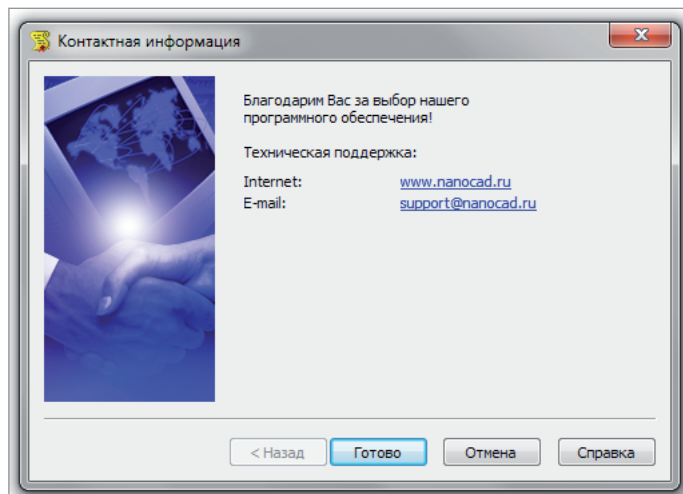 Контактная информация
Благодарим Вас за выбор нашего
программного обеспечения!
Техническая поддержка:
Internet: www.nanocad.ru
E-mail: support@nanocad.ru
< Назад Готово Отмена Справка